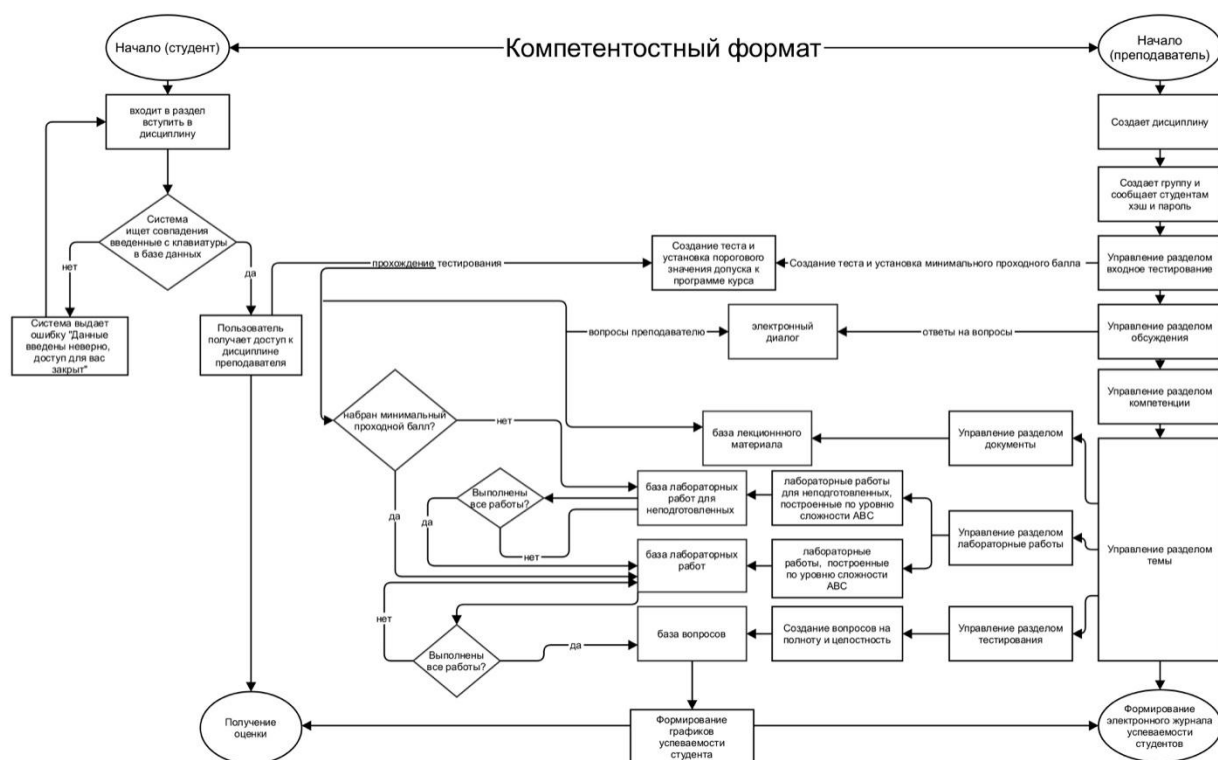 Начало (студент)
Компетентостный формат
Начало
(преподаватель)
входит в раздел
вступить в
дисциплину
Создает дисциплину
Создает группу и
сообщает студентам
хэш и пароль
Система
ищет совпадения
введенные с клавиатуры
в базе данных
нет
да
прохождение тестирования
Создание теста и
установка порогового
значения допуска к
программе курса
Создание теста и установка минимального проходного балла
Управление разделом
входное тестирование
Система выдает
ошибку "Данные
введены неверно,
доступ для вас
закрыт"
Пользователь
получает доступ к
дисциплине
преподавателя
вопросы преподавателю
электронный
диалог
ответы на вопросы
Управление разделом
обсуждения
набран минимальный
проходной балл?
нет
Управление разделом
компетенции
база лекционнного
материала
Управление разделом
документы
Выполнены
все работы?
база лабораторных
работ для
неподготовленных
лабораторные работы
для неподготовленных,
построенные по уровню
сложности АВС
да
да
нет
Управление разделом
лабораторные работы
Управление разделом
темы
база лабораторных
работ
лабораторные
работы, построенные
по уровню сложности
АВС
нет
Выполнены
все работы?
да
база вопросов
Создание вопросов на
полноту и целостность
Управление разделом
тестирования
Получение
оценки
Формирование
графиков
успеваемости
студента
Формирование
электронного журнала
успеваемости
студентов